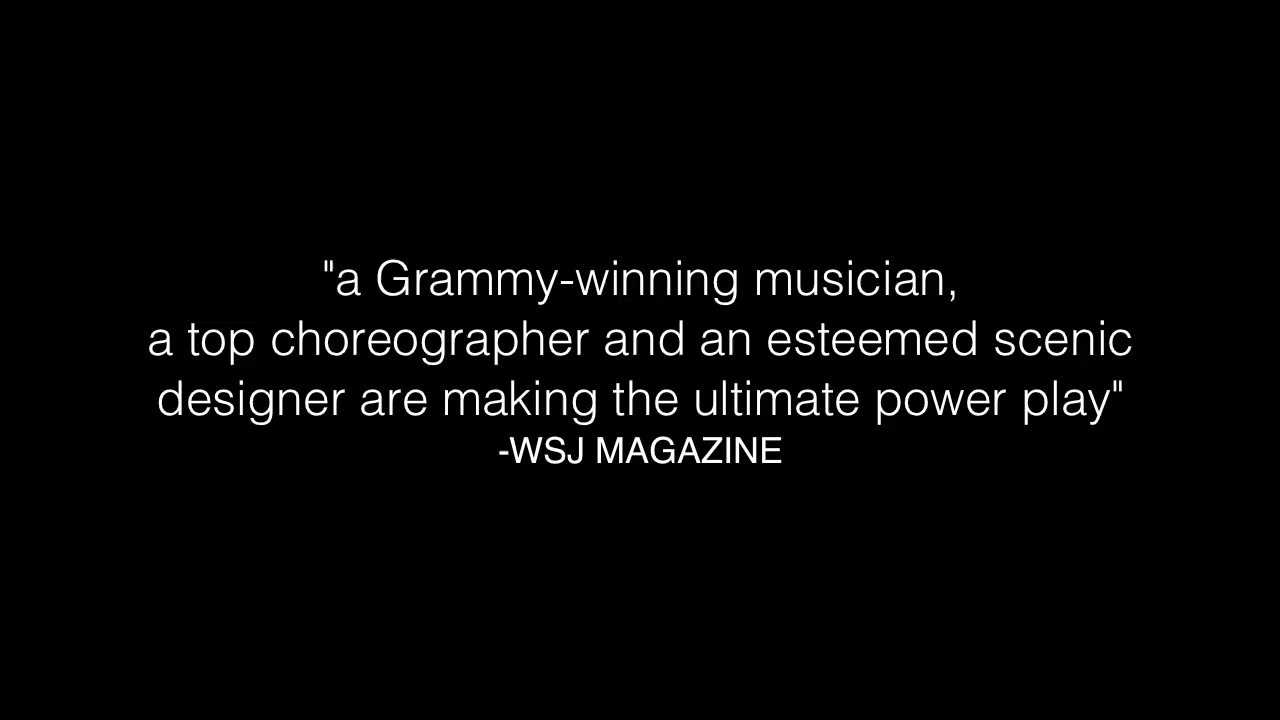 "a Grammy-winning musician,
a top choreographer and an esteemed scenic
designer are making the ultimate power play"
-WSJ MAGAZINE